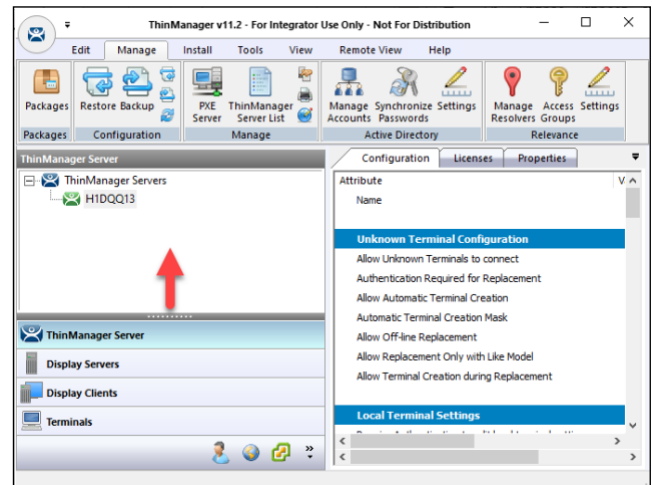 ThinManager v11.2 - For Integrator Use Only - Not For Distribution
Edit Manage Install Tools View Remote View Help
Packages Restore Backup PXE Server ThinManager Server List Manage Accounts Synchronize Passwords Settings Manage Resolvers Access Groups Settings
Packages Configuration Manage Active Directory Relevance
ThinManager Server
ThinManager Servers
H1DQQ13
ThinManager Server
Display Servers
Display Clients
Terminals
Configuration Licenses Properties
Attribute V
Name
Unknown Terminal Configuration
Allow Unknown Terminals to connect
Authentication Required for Replacement
Allow Automatic Terminal Creation
Automatic Terminal Creation Mask
Allow Off-line Replacement
Allow Replacement Only with Like Model
Allow Terminal Creation during Replacement
Local Terminal Settings